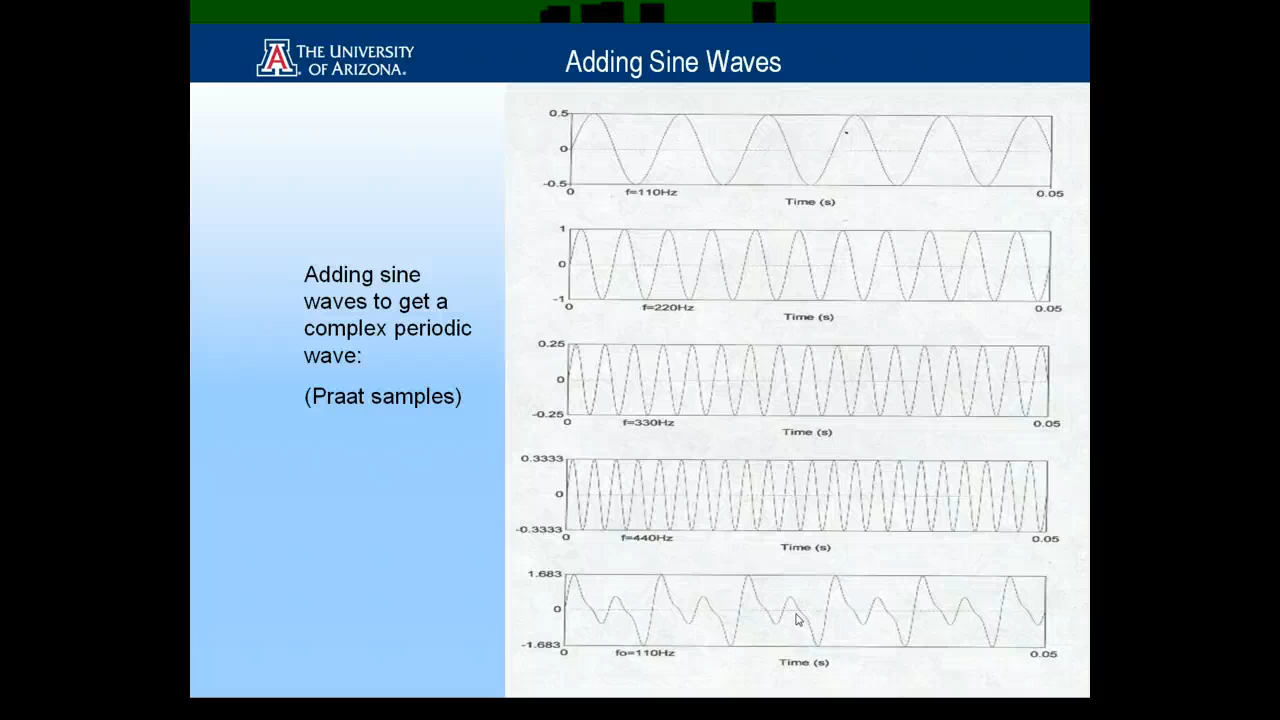 THE UNIVERSITY
OF ARIZONA.
Adding Sine Waves
Adding sine
waves to get a
complex periodic
wave:
(Praat samples)
0.5
0
-0.5
0
f=110Hz
0.05
Time (s)
1
0
-1
0
f=220Hz
0.05
Time (s)
0.25
0
-0.25
0
f=330Hz
0.05
Time (s)
0.3333
0
-0.3333
0
f=440Hz
0.05
Time (s)
1.683
0
-1.683
0
fo=110Hz
0.05
Time (s)